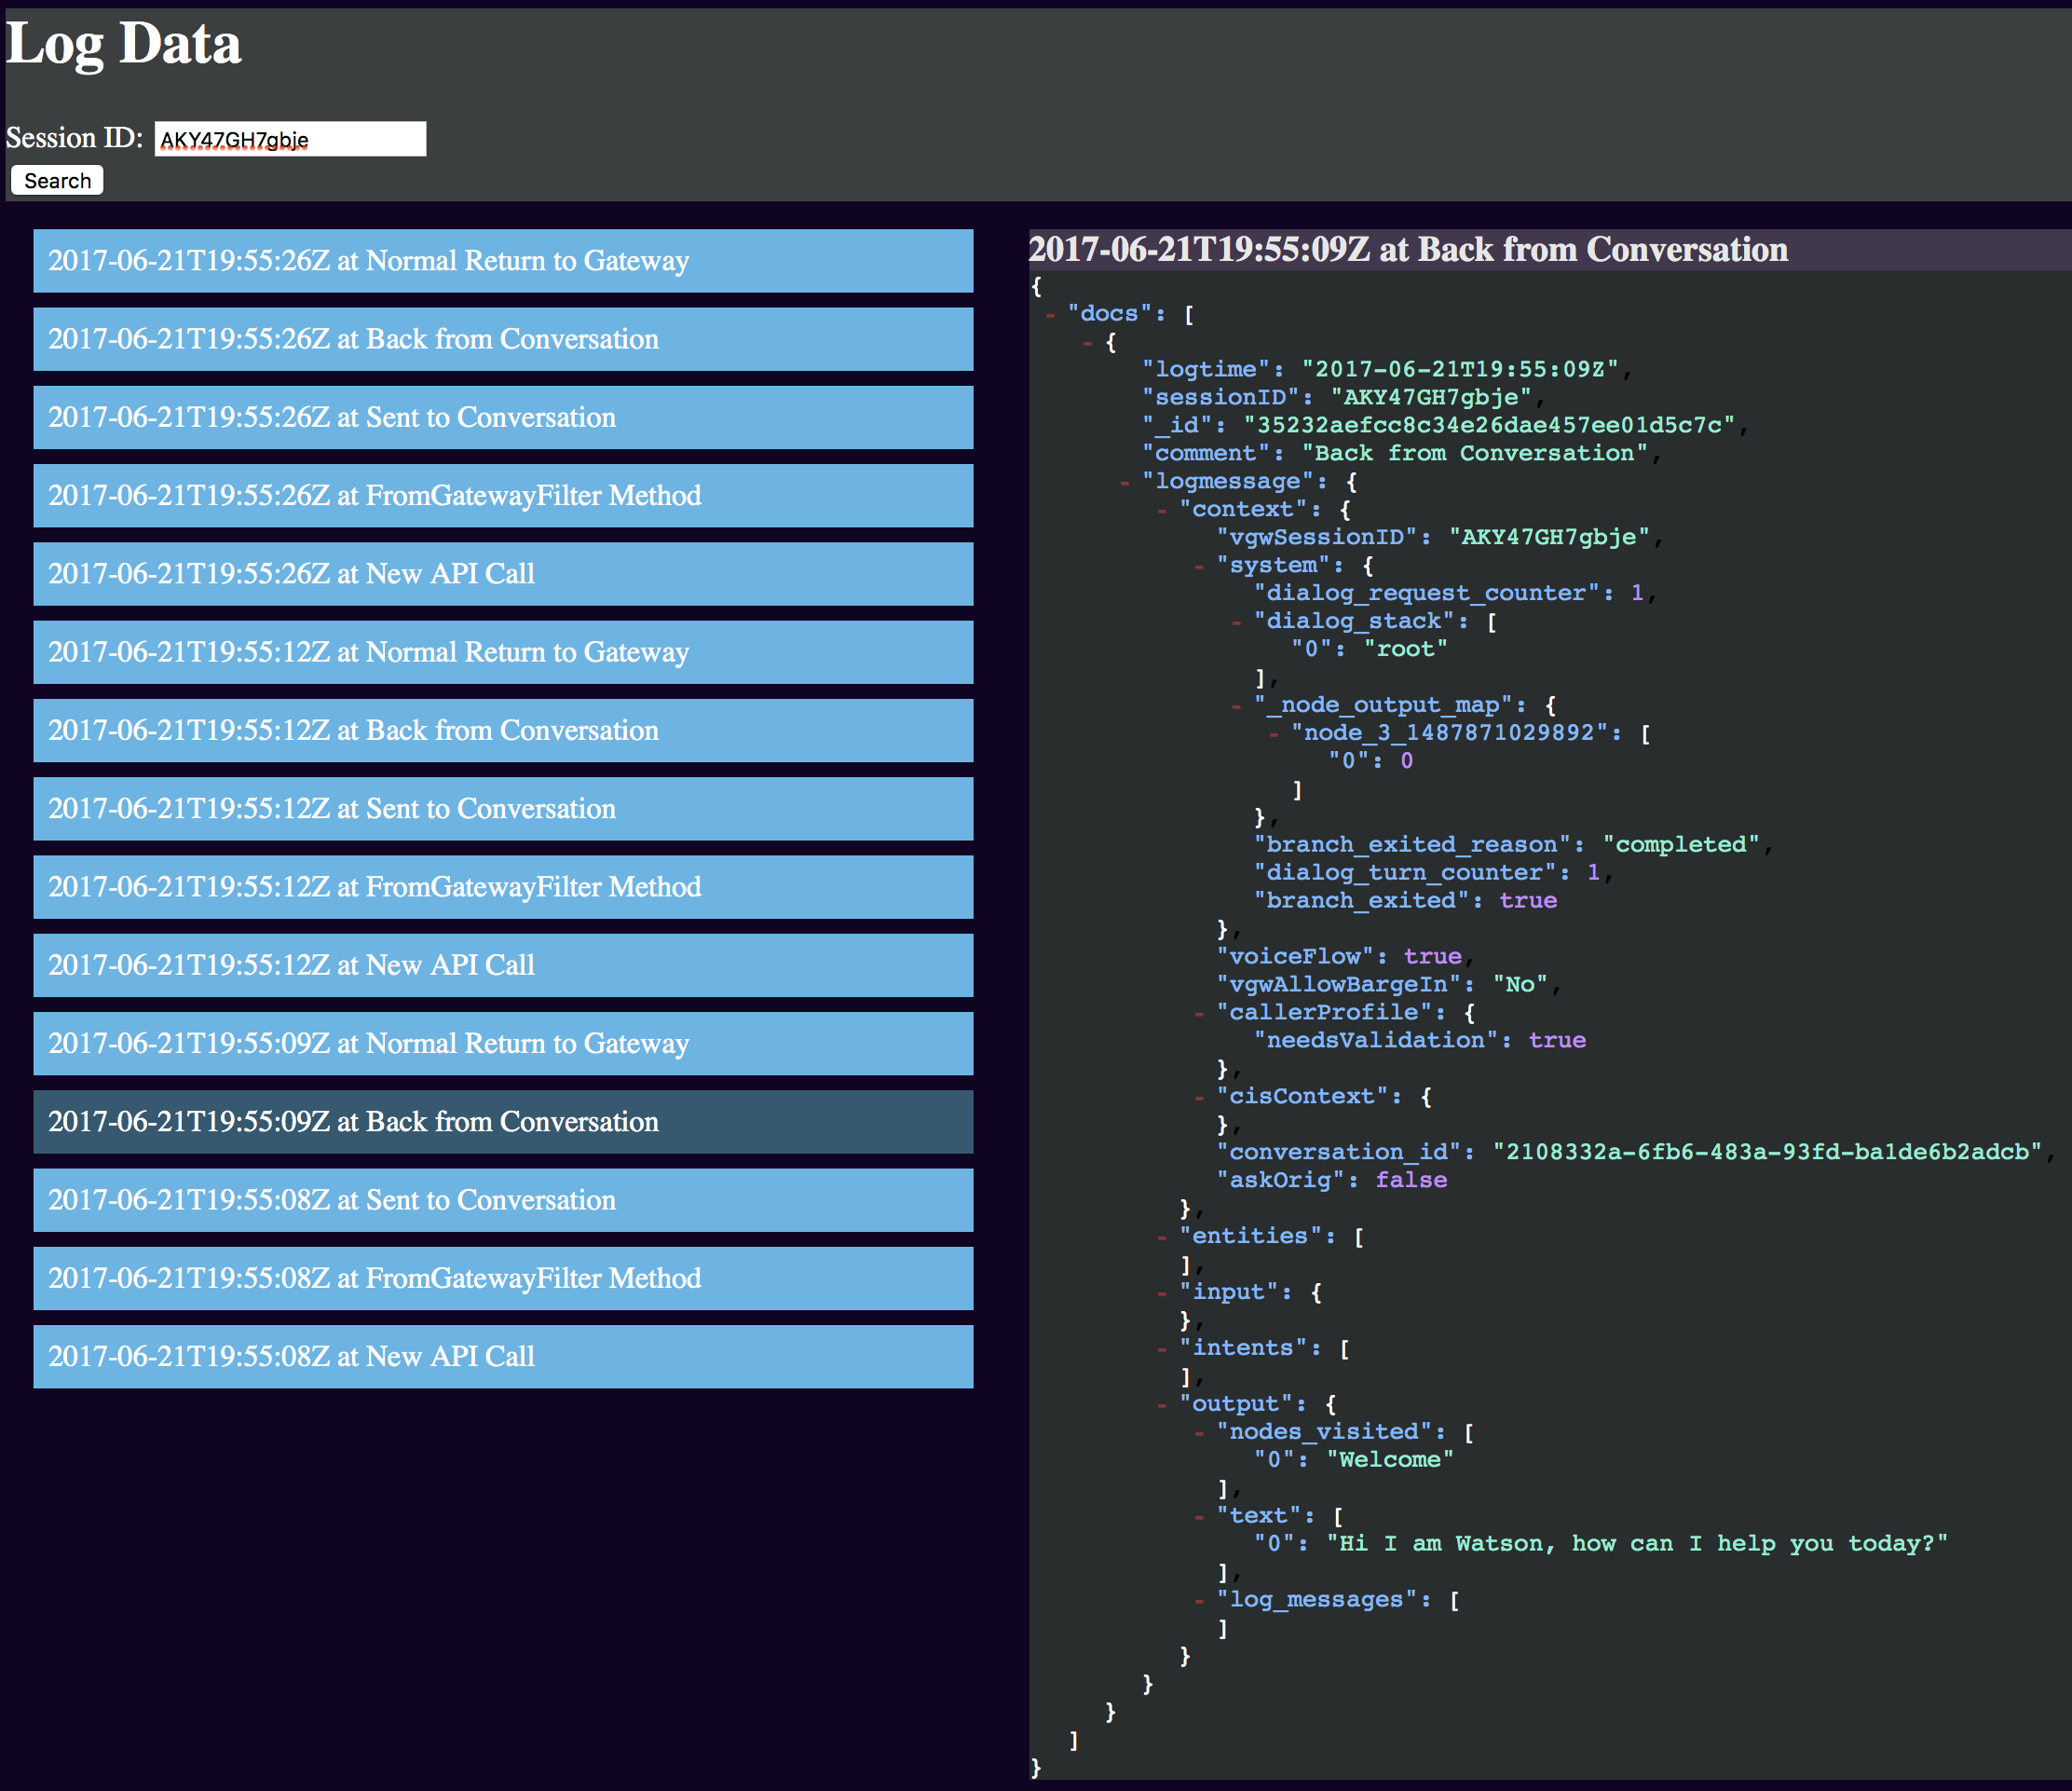 Log Data
Session ID: AKY47GH7gbje
Search
2017-06-21T19:55:26Z at Normal Return to Gateway
2017-06-21T19:55:26Z at Back from Conversation
2017-06-21T19:55:26Z at Sent to Conversation
2017-06-21T19:55:26Z at FromGatewayFilter Method
2017-06-21T19:55:26Z at New API Call
2017-06-21T19:55:12Z at Normal Return to Gateway
2017-06-21T19:55:12Z at Back from Conversation
2017-06-21T19:55:12Z at Sent to Conversation
2017-06-21T19:55:12Z at FromGatewayFilter Method
2017-06-21T19:55:12Z at New API Call
2017-06-21T19:55:09Z at Normal Return to Gateway
2017-06-21T19:55:09Z at Back from Conversation
2017-06-21T19:55:08Z at Sent to Conversation
2017-06-21T19:55:08Z at FromGatewayFilter Method
2017-06-21T19:55:08Z at New API Call
2017-06-21T19:55:09Z at Back from Conversation
{
- "docs": [
- {
"logtime": "2017-06-21T19:55:09Z",
"sessionID": "AKY47GH7gbje",
"_id": "35232aefcc8c34e26dae457ee01d5c7c",
"comment": "Back from Conversation",
- "logmessage": {
- "context": {
"vgwSessionID": "AKY47GH7gbje",
- "system": {
"dialog_request_counter": 1,
- "dialog_stack": [
"0": "root"
],
- "_node_output_map": {
- "node_3_1487871029892": [
"0": 0
]
},
"branch_exited_reason": "completed",
"dialog_turn_counter": 1,
"branch_exited": true
},
"voiceFlow": true,
"vgwAllowBargeIn": "No",
- "callerProfile": {
"needsValidation": true
},
- "cisContext": {
},
"conversation_id": "2108332a-6fb6-483a-93fd-ba1de6b2adcb",
"askOrig": false
},
- "entities": [
],
- "input": {
},
- "intents": [
],
- "output": {
- "nodes_visited": [
"0": "Welcome"
],
- "text": [
"0": "Hi I am Watson, how can I help you today?"
],
- "log_messages": [
]
}
}
}
]
}